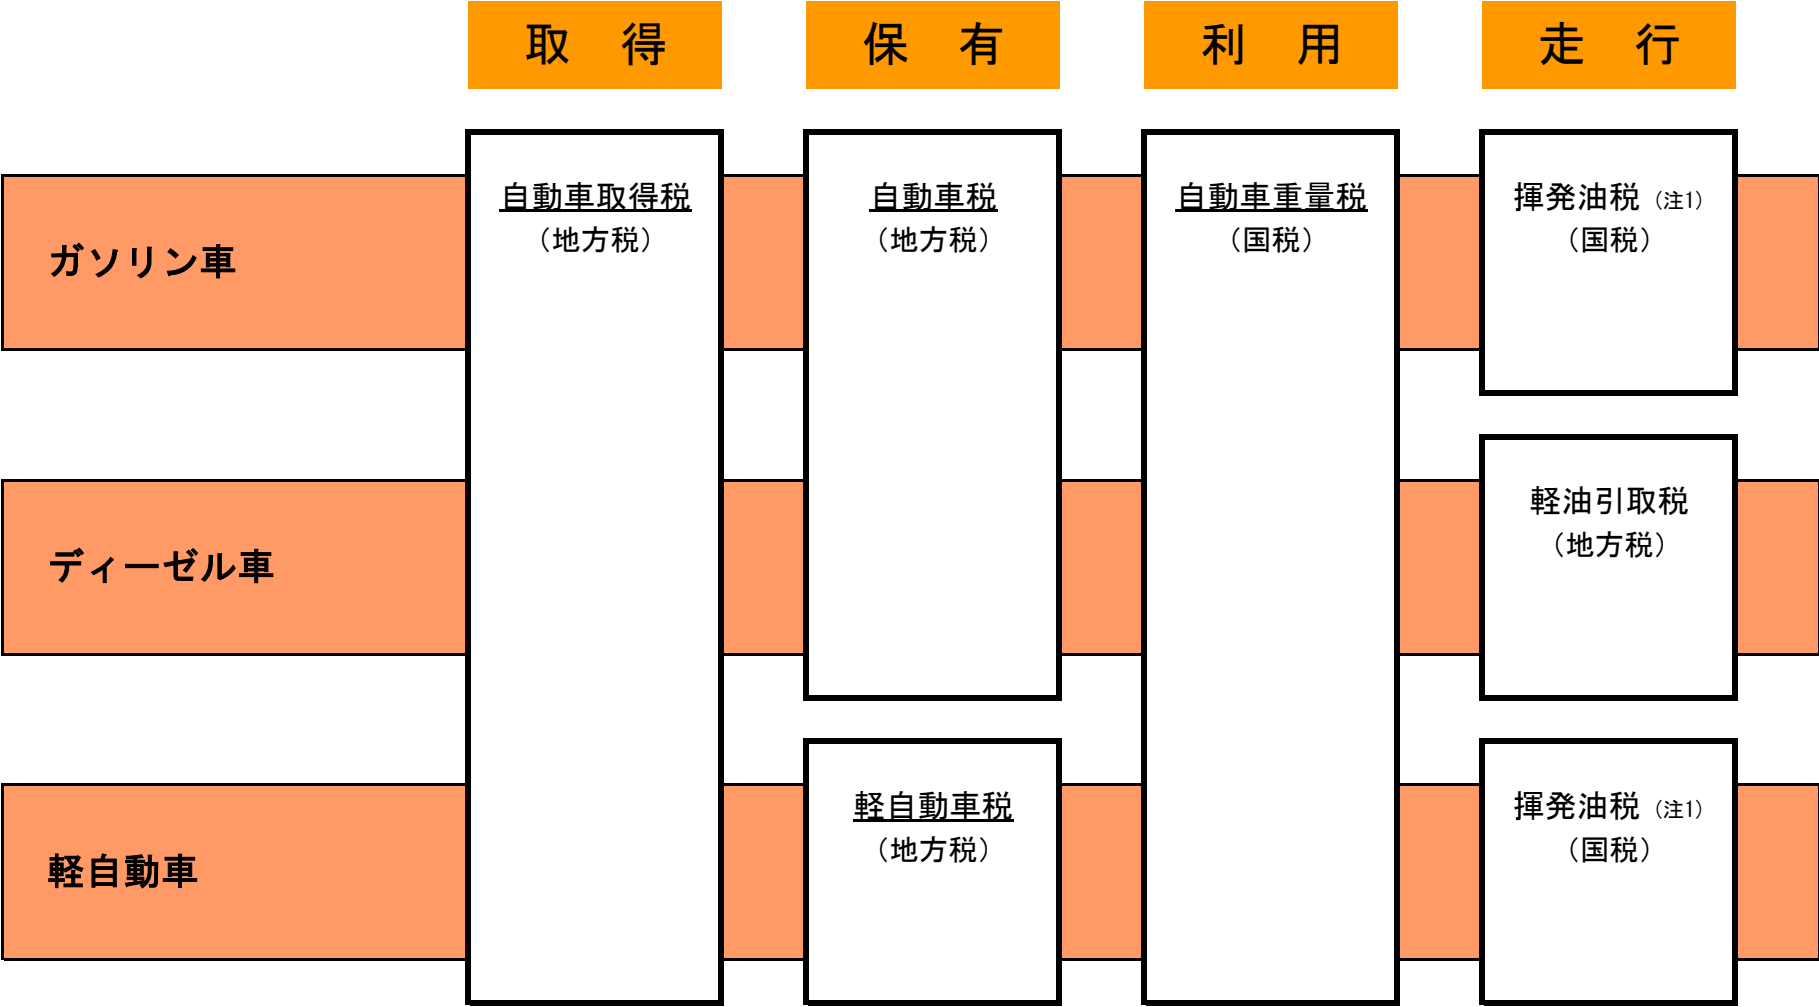 取　得
保　有
利　用
走　行
ガソリン車
自動車取得税
（地方税）
自動車税
（地方税）
自動車重量税
（国税）
揮発油税（注1）
（国税）
ディーゼル車
軽油引取税
（地方税）
軽自動車
軽自動車税
（地方税）
揮発油税（注1）
（国税）